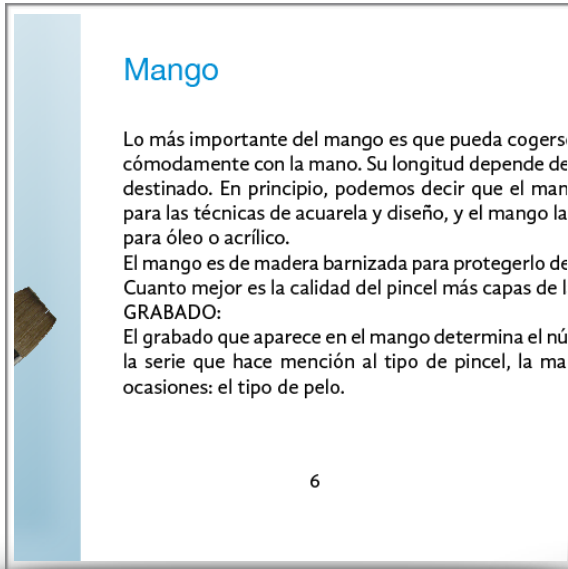 Mango
Lo más importante del mango es que pueda cogerse
cómodamente con la mano. Su longitud depende de
destinado. En principio, podemos decir que el man
para las técnicas de acuarela y diseño, y el mango la
para óleo o acrílico.
El mango es de madera barnizada para protegerlo de
Cuanto mejor es la calidad del pincel más capas de l
GRABADO:
El grabado que aparece en el mango determina el nú
la serie que hace mención al tipo de pincel, la ma
ocasiones: el tipo de pelo.
6